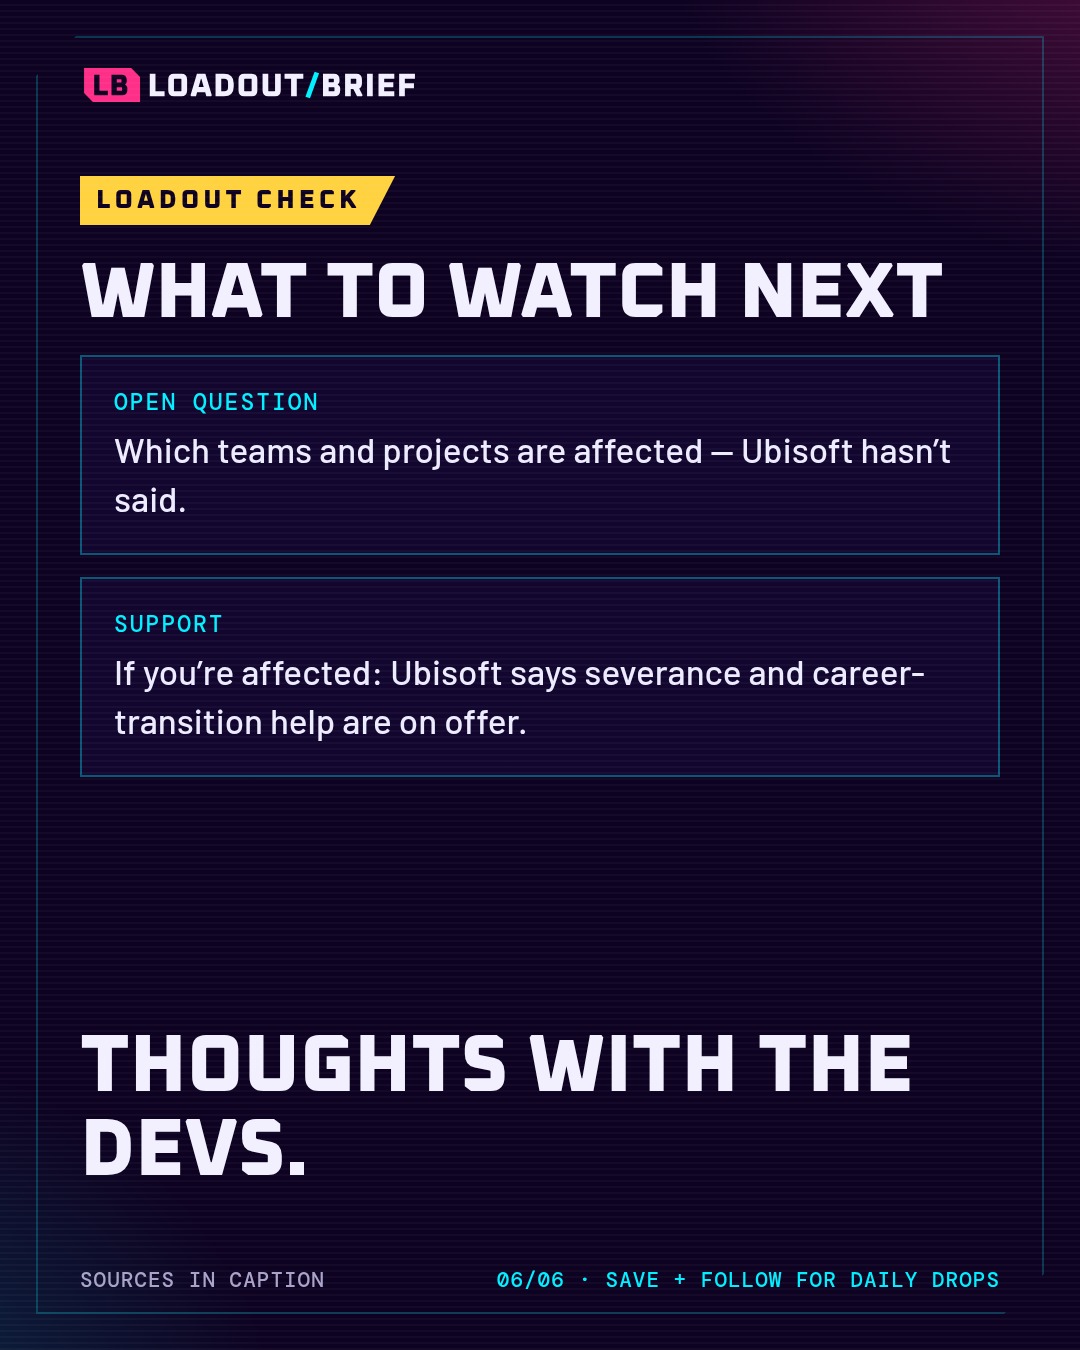 LB LOADOUT/BRIEF
LOADOUT CHECK
WHAT TO WATCH NEXT
OPEN QUESTION
Which teams and projects are affected — Ubisoft hasn’t
said.
SUPPORT
If you’re affected: Ubisoft says severance and career-
transition help are on offer.
THOUGHTS WITH THE
DEVS.
SOURCES IN CAPTION
06/06 · SAVE + FOLLOW FOR DAILY DROPS